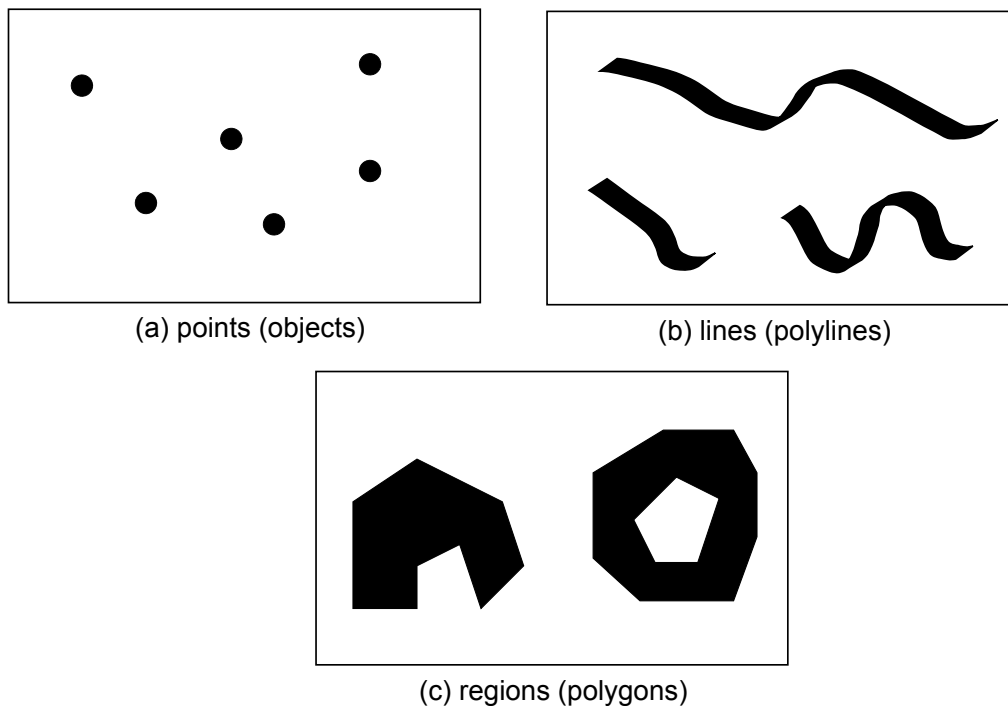 (a) points (objects)
(b) lines (polylines)
(c) regions (polygons)